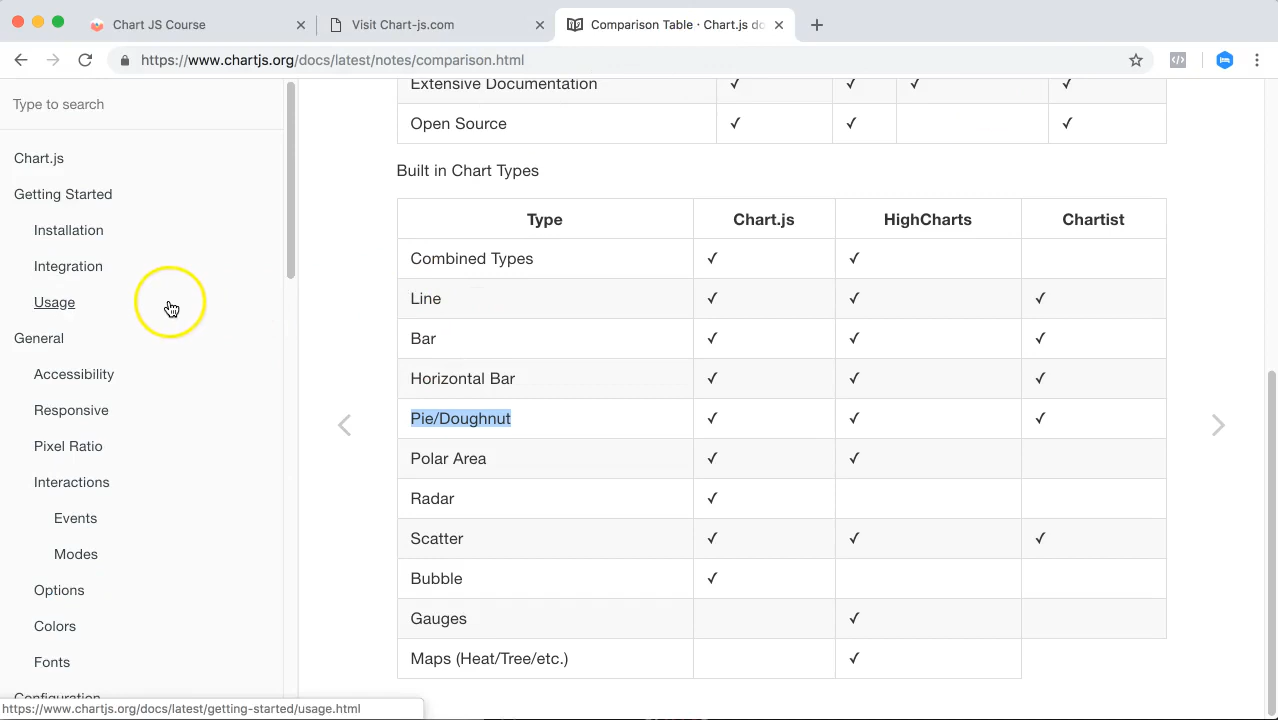 Chart JS Course
Visit Chart-js.com
Comparison Table · Chart.js do
https://www.chartjs.org/docs/latest/notes/comparison.html
Type to search
Chart.js
Getting Started
Installation
Integration
Usage
General
Accessibility
Responsive
Pixel Ratio
Interactions
Events
Modes
Options
Colors
Fonts
Configuration
https://www.chartjs.org/docs/latest/getting-started/usage.html
Extensive Documentation ✓ ✓ ✓ ✓
Open Source ✓ ✓ ✓
Built in Chart Types
Type Chart.js HighCharts Chartist
Combined Types ✓ ✓
Line ✓ ✓ ✓
Bar ✓ ✓ ✓
Horizontal Bar ✓ ✓ ✓
Pie/Doughnut ✓ ✓ ✓
Polar Area ✓ ✓
Radar ✓
Scatter ✓ ✓ ✓
Bubble ✓
Gauges ✓
Maps (Heat/Tree/etc.) ✓